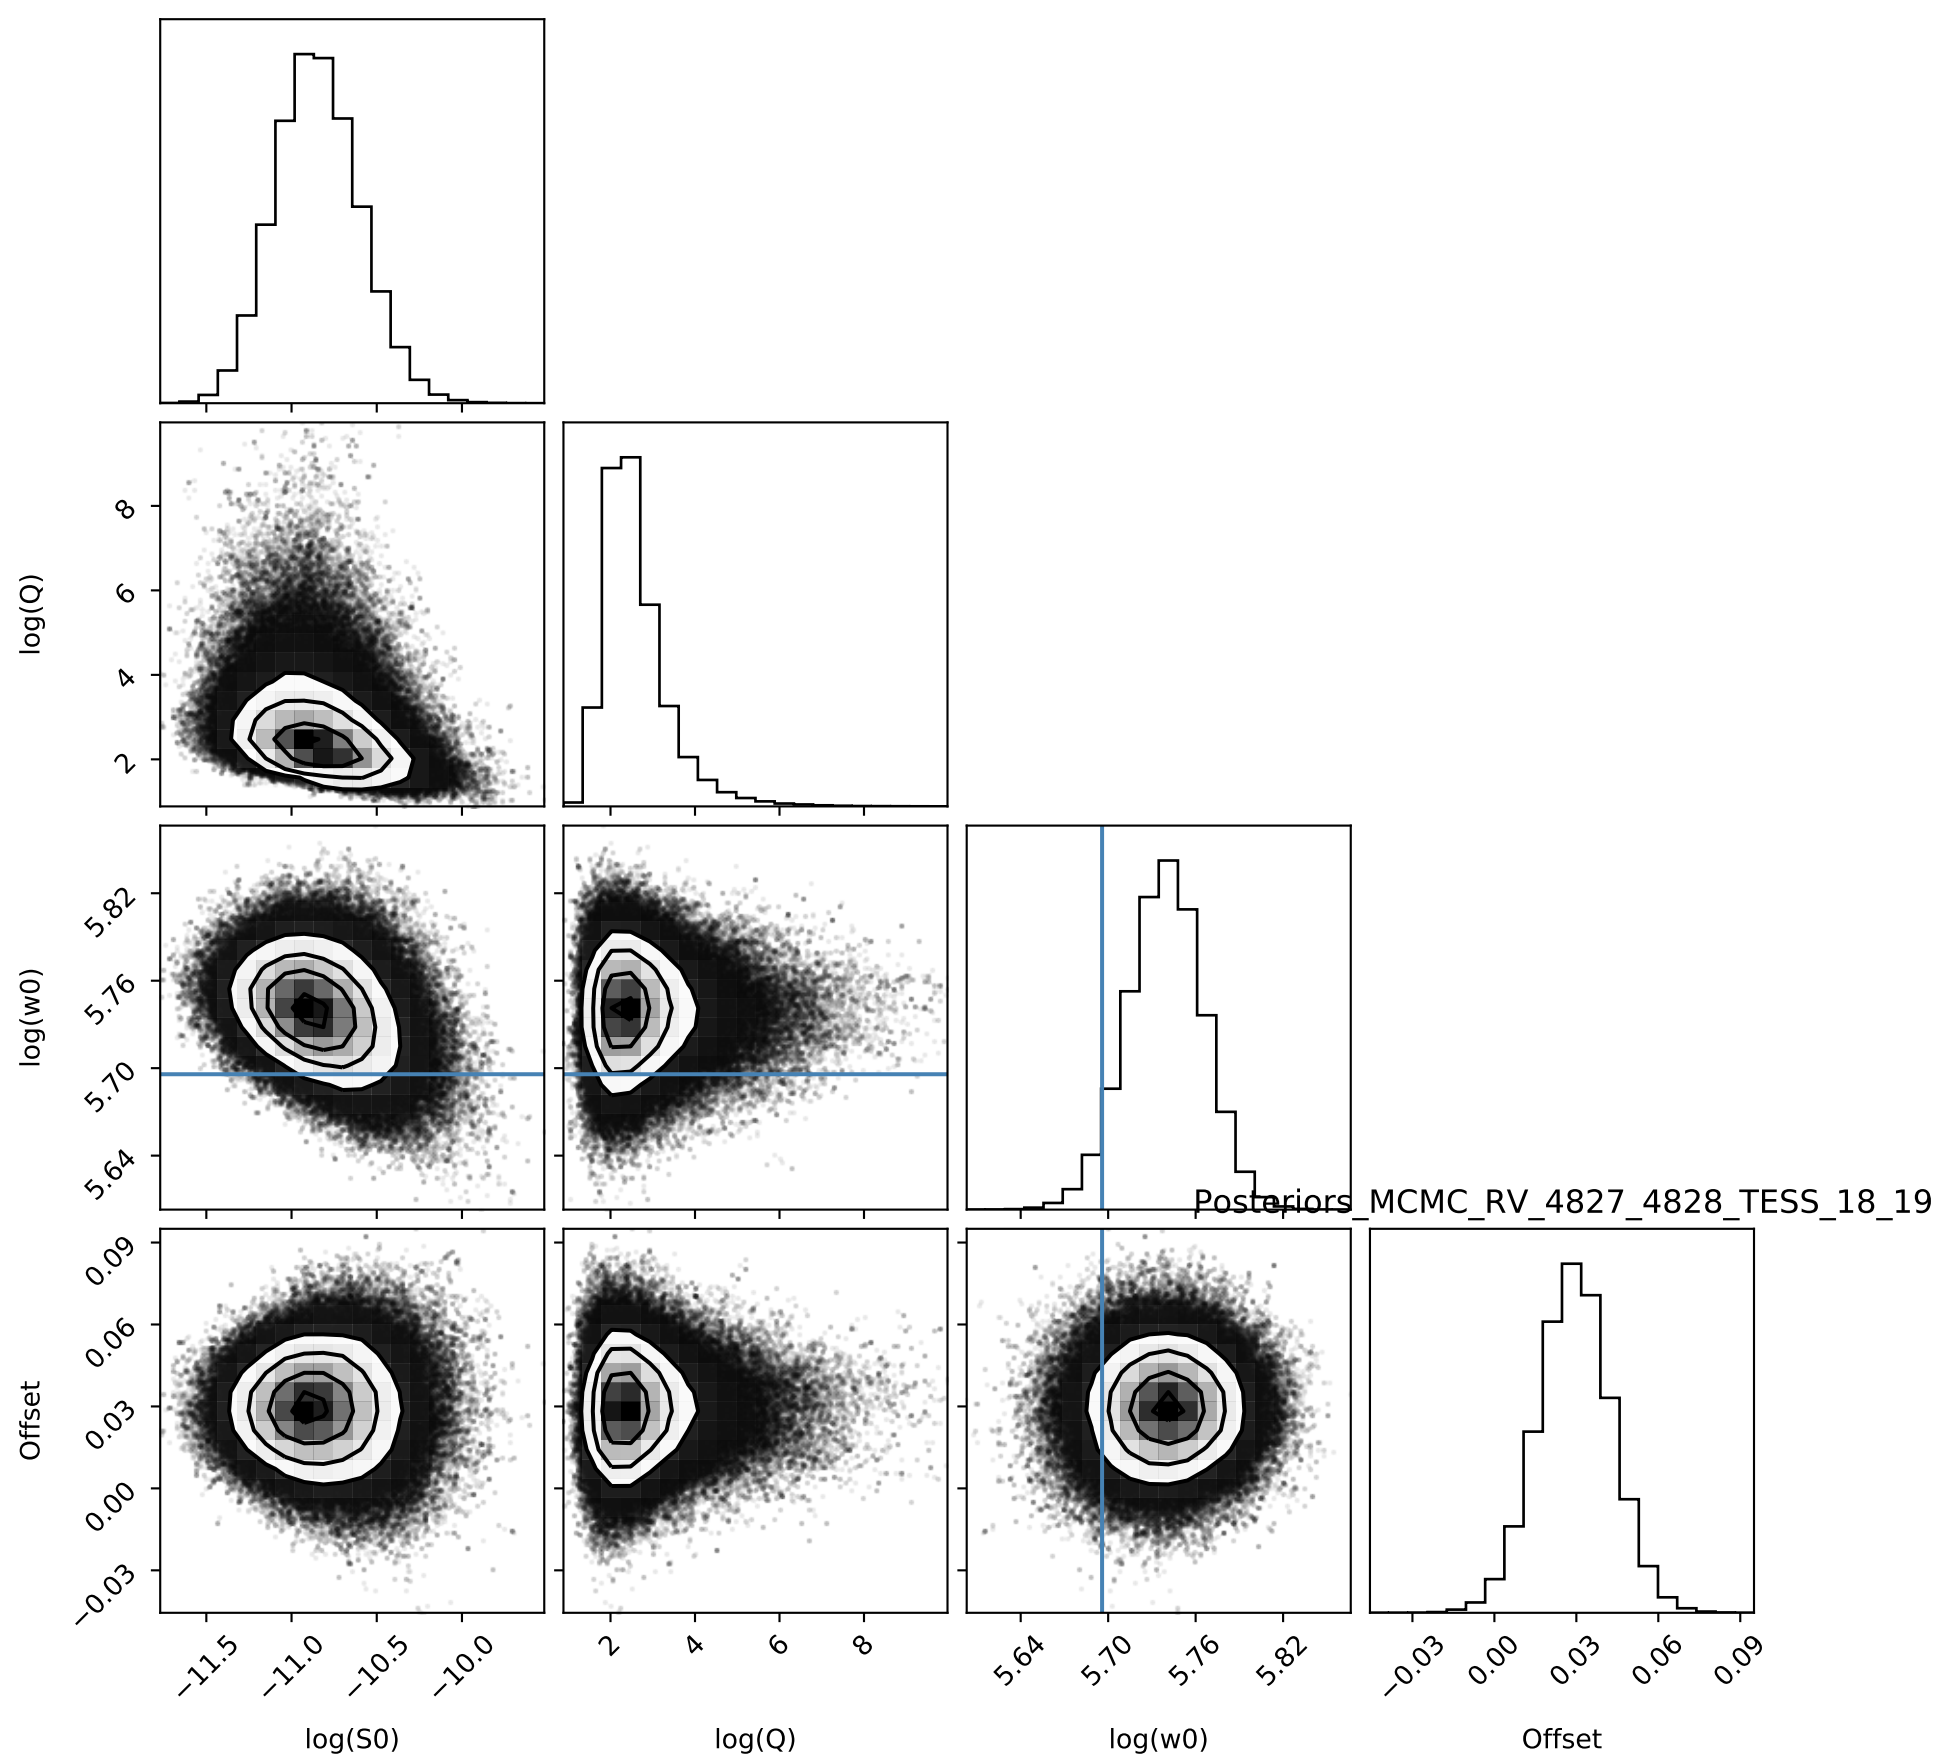 log(Q)
8
6
4
2
log(w0)
5.82
5.76
5.70
5.64
Posteriors_MCMC_RV_4827_4828_TESS_18_19
Offset
0.09
0.06
0.03
0.00
−0.03
−11.5 −11.0 −10.5 −10.0
2 4 6 8
5.64 5.70 5.76 5.82
−0.03 0.00 0.03 0.06 0.09
log(S0) log(Q) log(w0) Offset